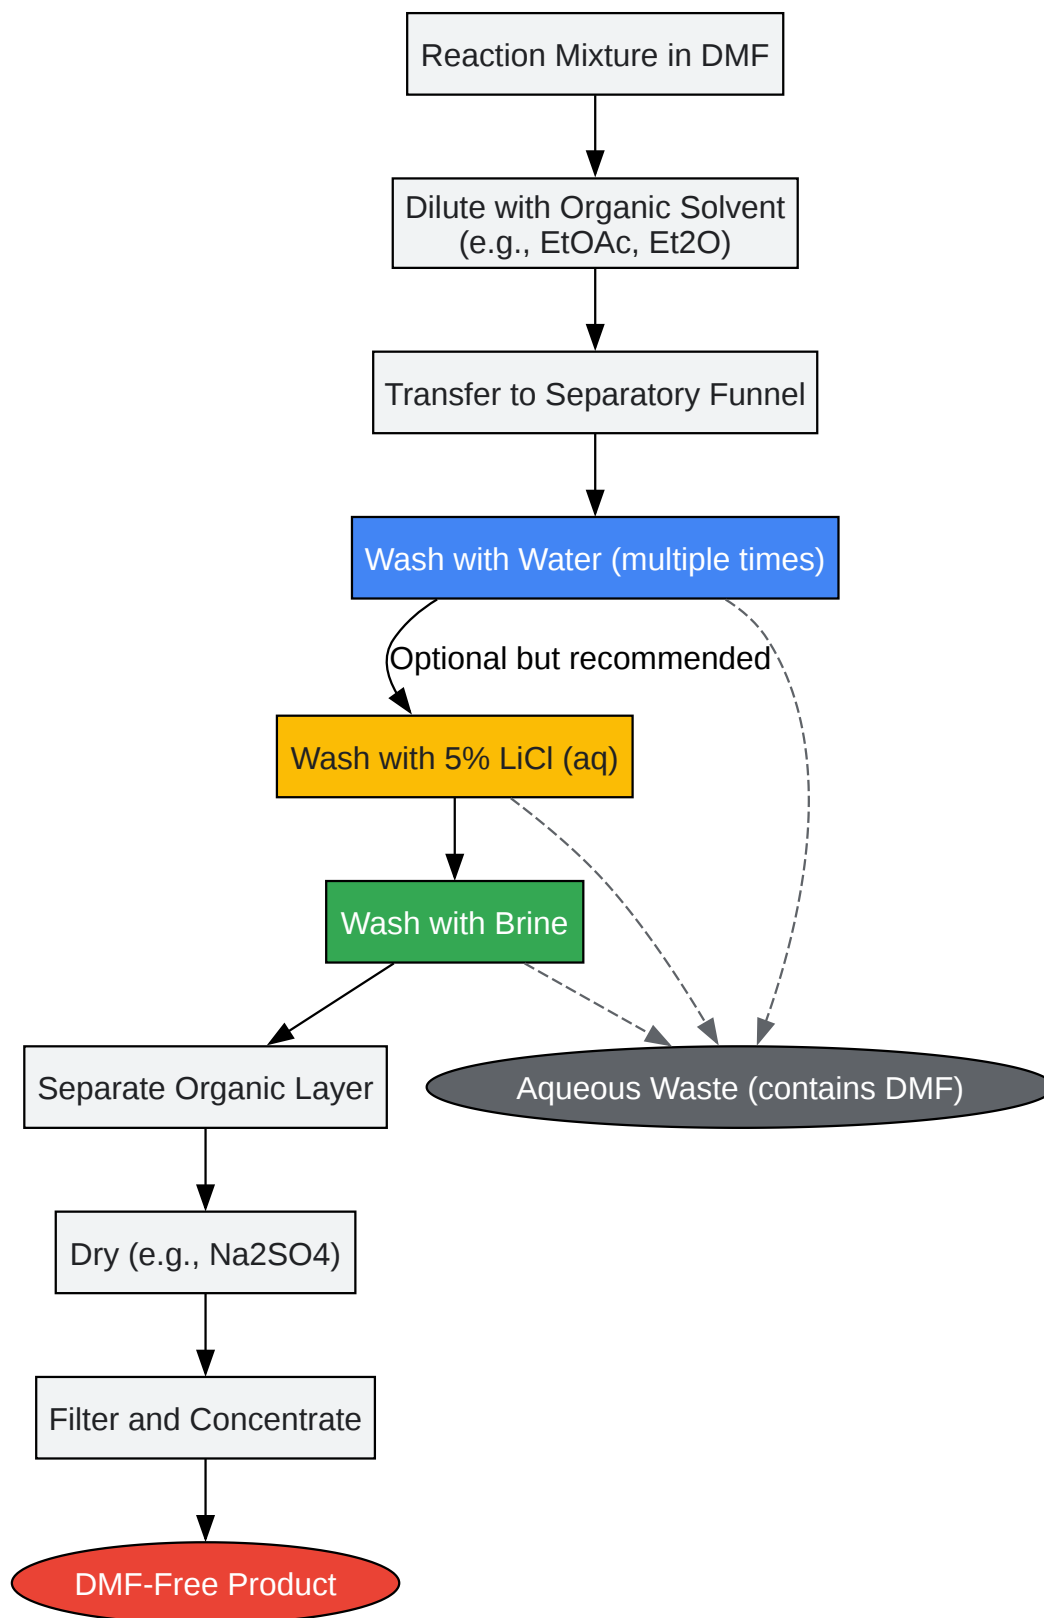 Reaction Mixture in DMF
Dilute with Organic Solvent
(e.g., EtOAc, Et2O)
Transfer to Separatory Funnel
Wash with Water (multiple times)
Optional but recommended
Wash with 5% LiCl (aq)
Wash with Brine
Separate Organic Layer
Aqueous Waste (contains DMF)
Dry (e.g., Na2SO4)
Filter and Concentrate
DMF-Free Product